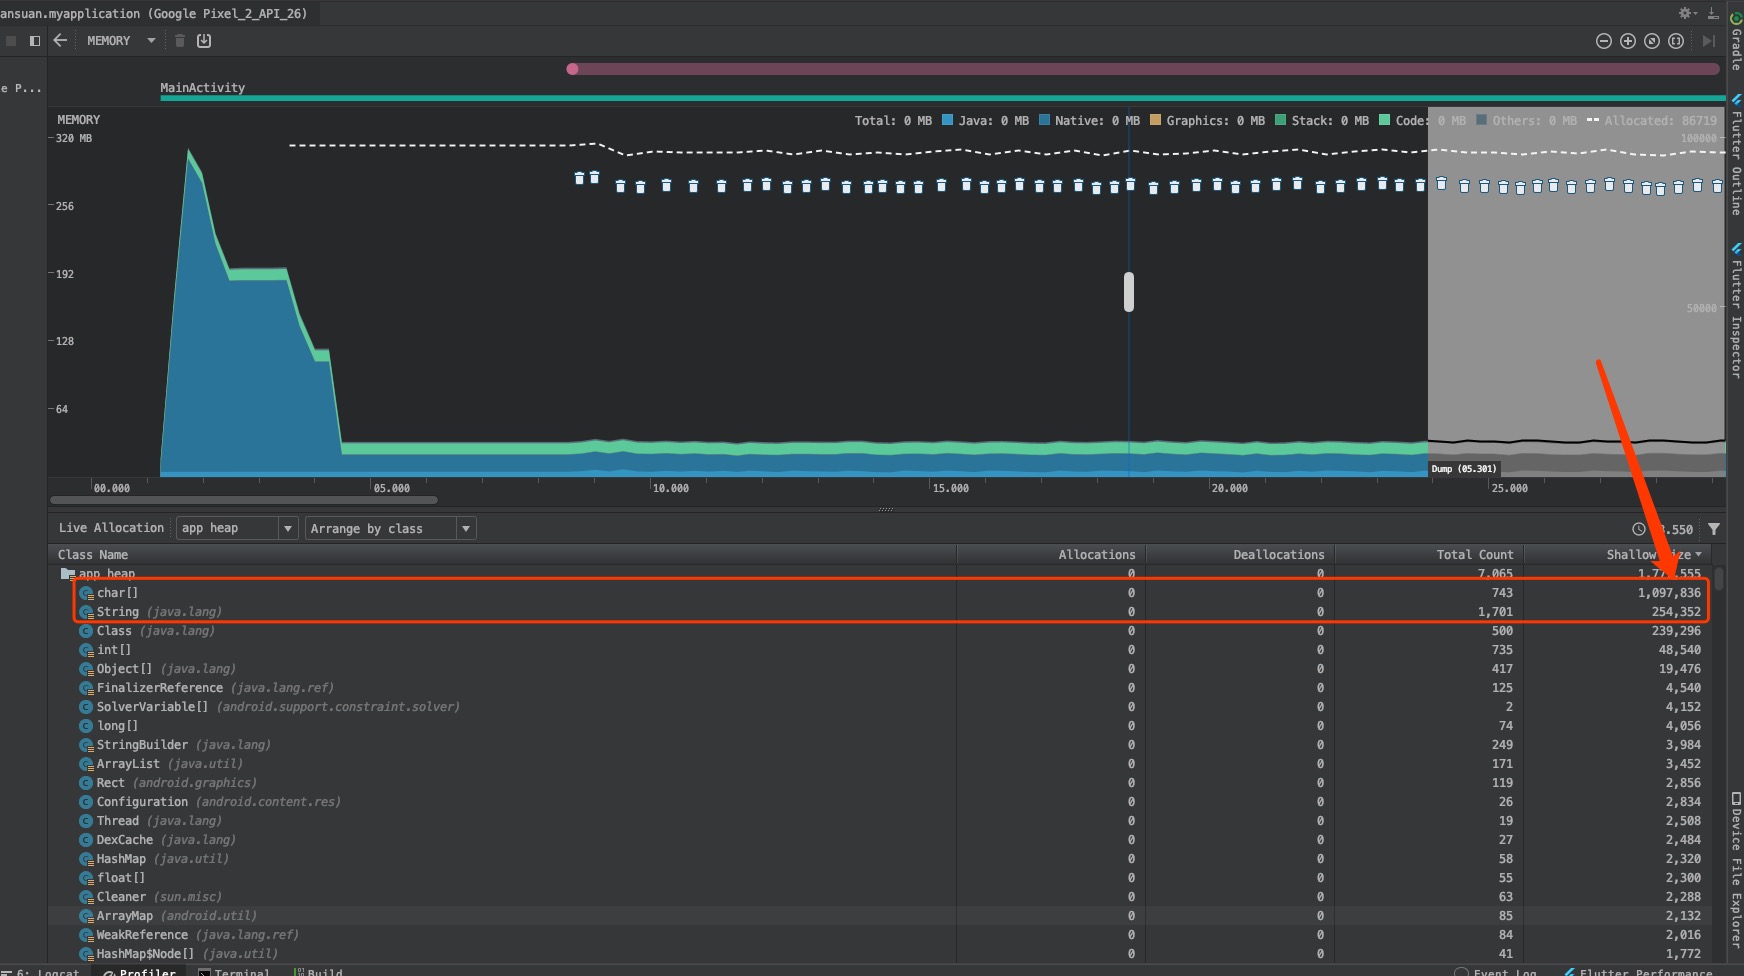 ansuan.myapplication (Google Pixel_2_API_26)
MEMORY
e P...
MainActivity
MEMORY Total: 0 MB Java: 0 MB Native: 0 MB Graphics: 0 MB Stack: 0 MB Code: 0 MB Others: 0 MB Allocated: 86719
320 MB 100000
256
192
50000
128
64
Dump (05.301)
00.000 05.000 10.000 15.000 20.000 25.000
Live Allocation app heap Arrange by class .550
Class Name Allocations Deallocations Total Count Shallow Size
app heap 0 0 7,065
char[] 0 0 743 1,097,836
String (java.lang) 0 0 1,701 254,352
Class (java.lang) 0 0 500 239,296
int[] 0 0 735 48,540
Object[] (java.lang) 0 0 417 19,476
FinalizerReference (java.lang.ref) 0 0 125 4,540
SolverVariable[] (android.support.constraint.solver) 0 0 2 4,152
long[] 0 0 74 4,056
StringBuilder (java.lang) 0 0 249 3,984
ArrayList (java.util) 0 0 171 3,452
Rect (android.graphics) 0 0 119 2,856
Configuration (android.content.res) 0 0 26 2,834
Thread (java.lang) 0 0 19 2,508
DexCache (java.lang) 0 0 27 2,484
HashMap (java.util) 0 0 58 2,320
float[] 0 0 55 2,300
Cleaner (sun.misc) 0 0 63 2,288
ArrayMap (android.util) 0 0 85 2,132
WeakReference (java.lang.ref) 0 0 84 2,016
HashMap$Node[] (java.util) 0 0 41 1,772
6: Logcat Profiler Terminal Build Event Log Flutter Performance
Gradle
Flutter Outline
Flutter Inspector
Device File Explorer